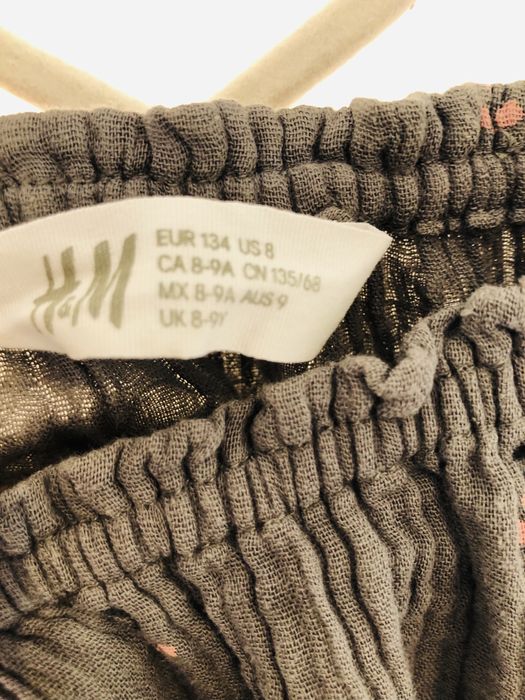 H&M
EUR 134 US 8
CA 8-9A CN 135/68
MX 8-9A AUS 9
UK 8-9Y